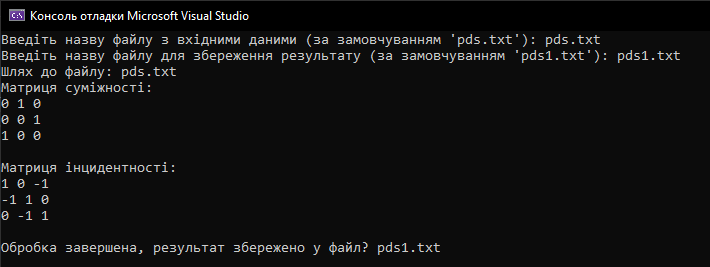 Консоль отладки Microsoft Visual Studio
Введіть назву файлу з вхідними даними (за замовчуванням 'pds.txt'): pds.txt
Введіть назву файлу для збереження результату (за замовчуванням 'pds1.txt'): pds1.txt
Шлях до файлу: pds.txt
Матриця суміжності:
0 1 0
0 0 1
1 0 0
Матриця інцидентності:
1 0 -1
-1 1 0
0 -1 1
Обробка завершена, результат збережено у файл? pds1.txt